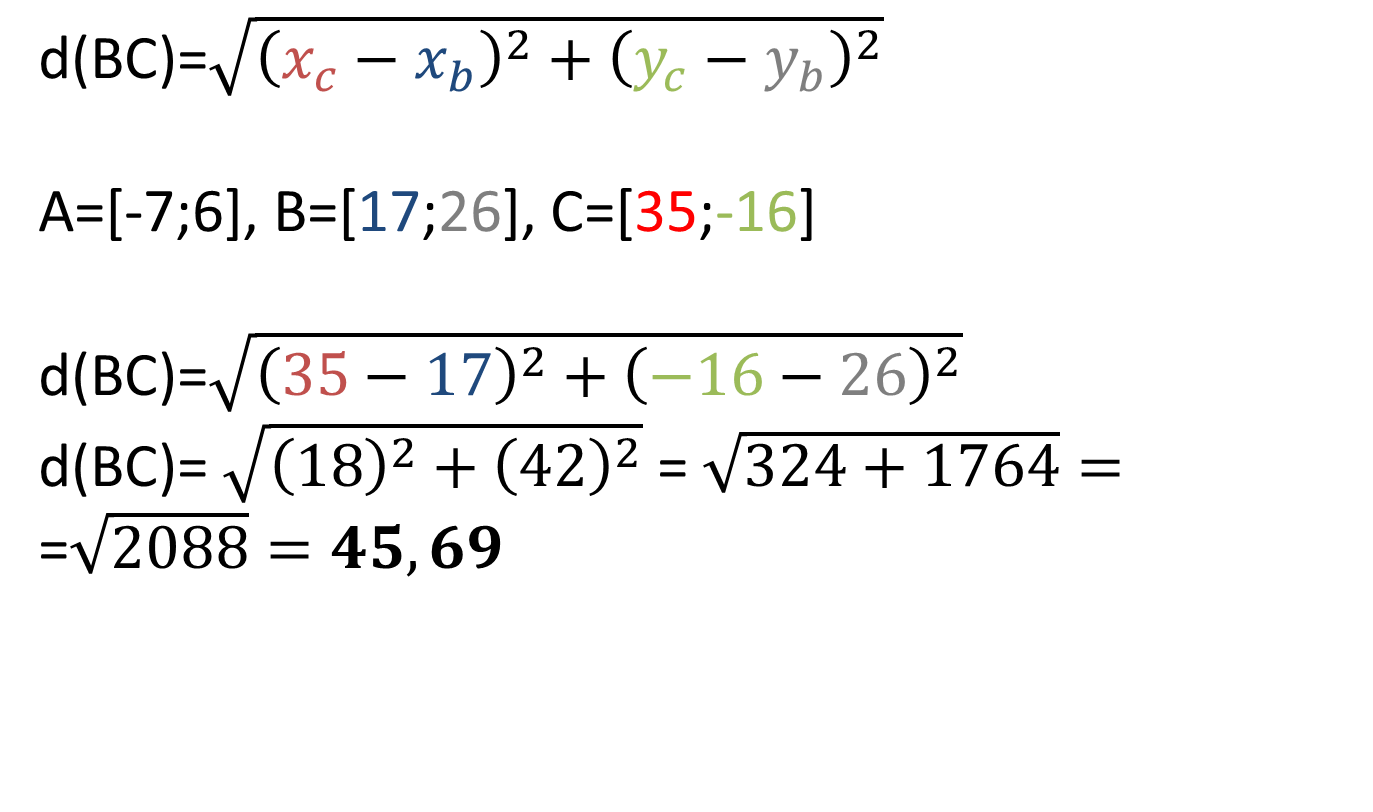 d(BC)=√(x_c − x_b)² + (y_c − y_b)²
A=[-7;6], B=[17;26], C=[35;-16]
d(BC)=√(35 − 17)² + (−16 − 26)²
d(BC)= √(18)² + (42)² = √324 + 1764 =
=√2088 = 45,69